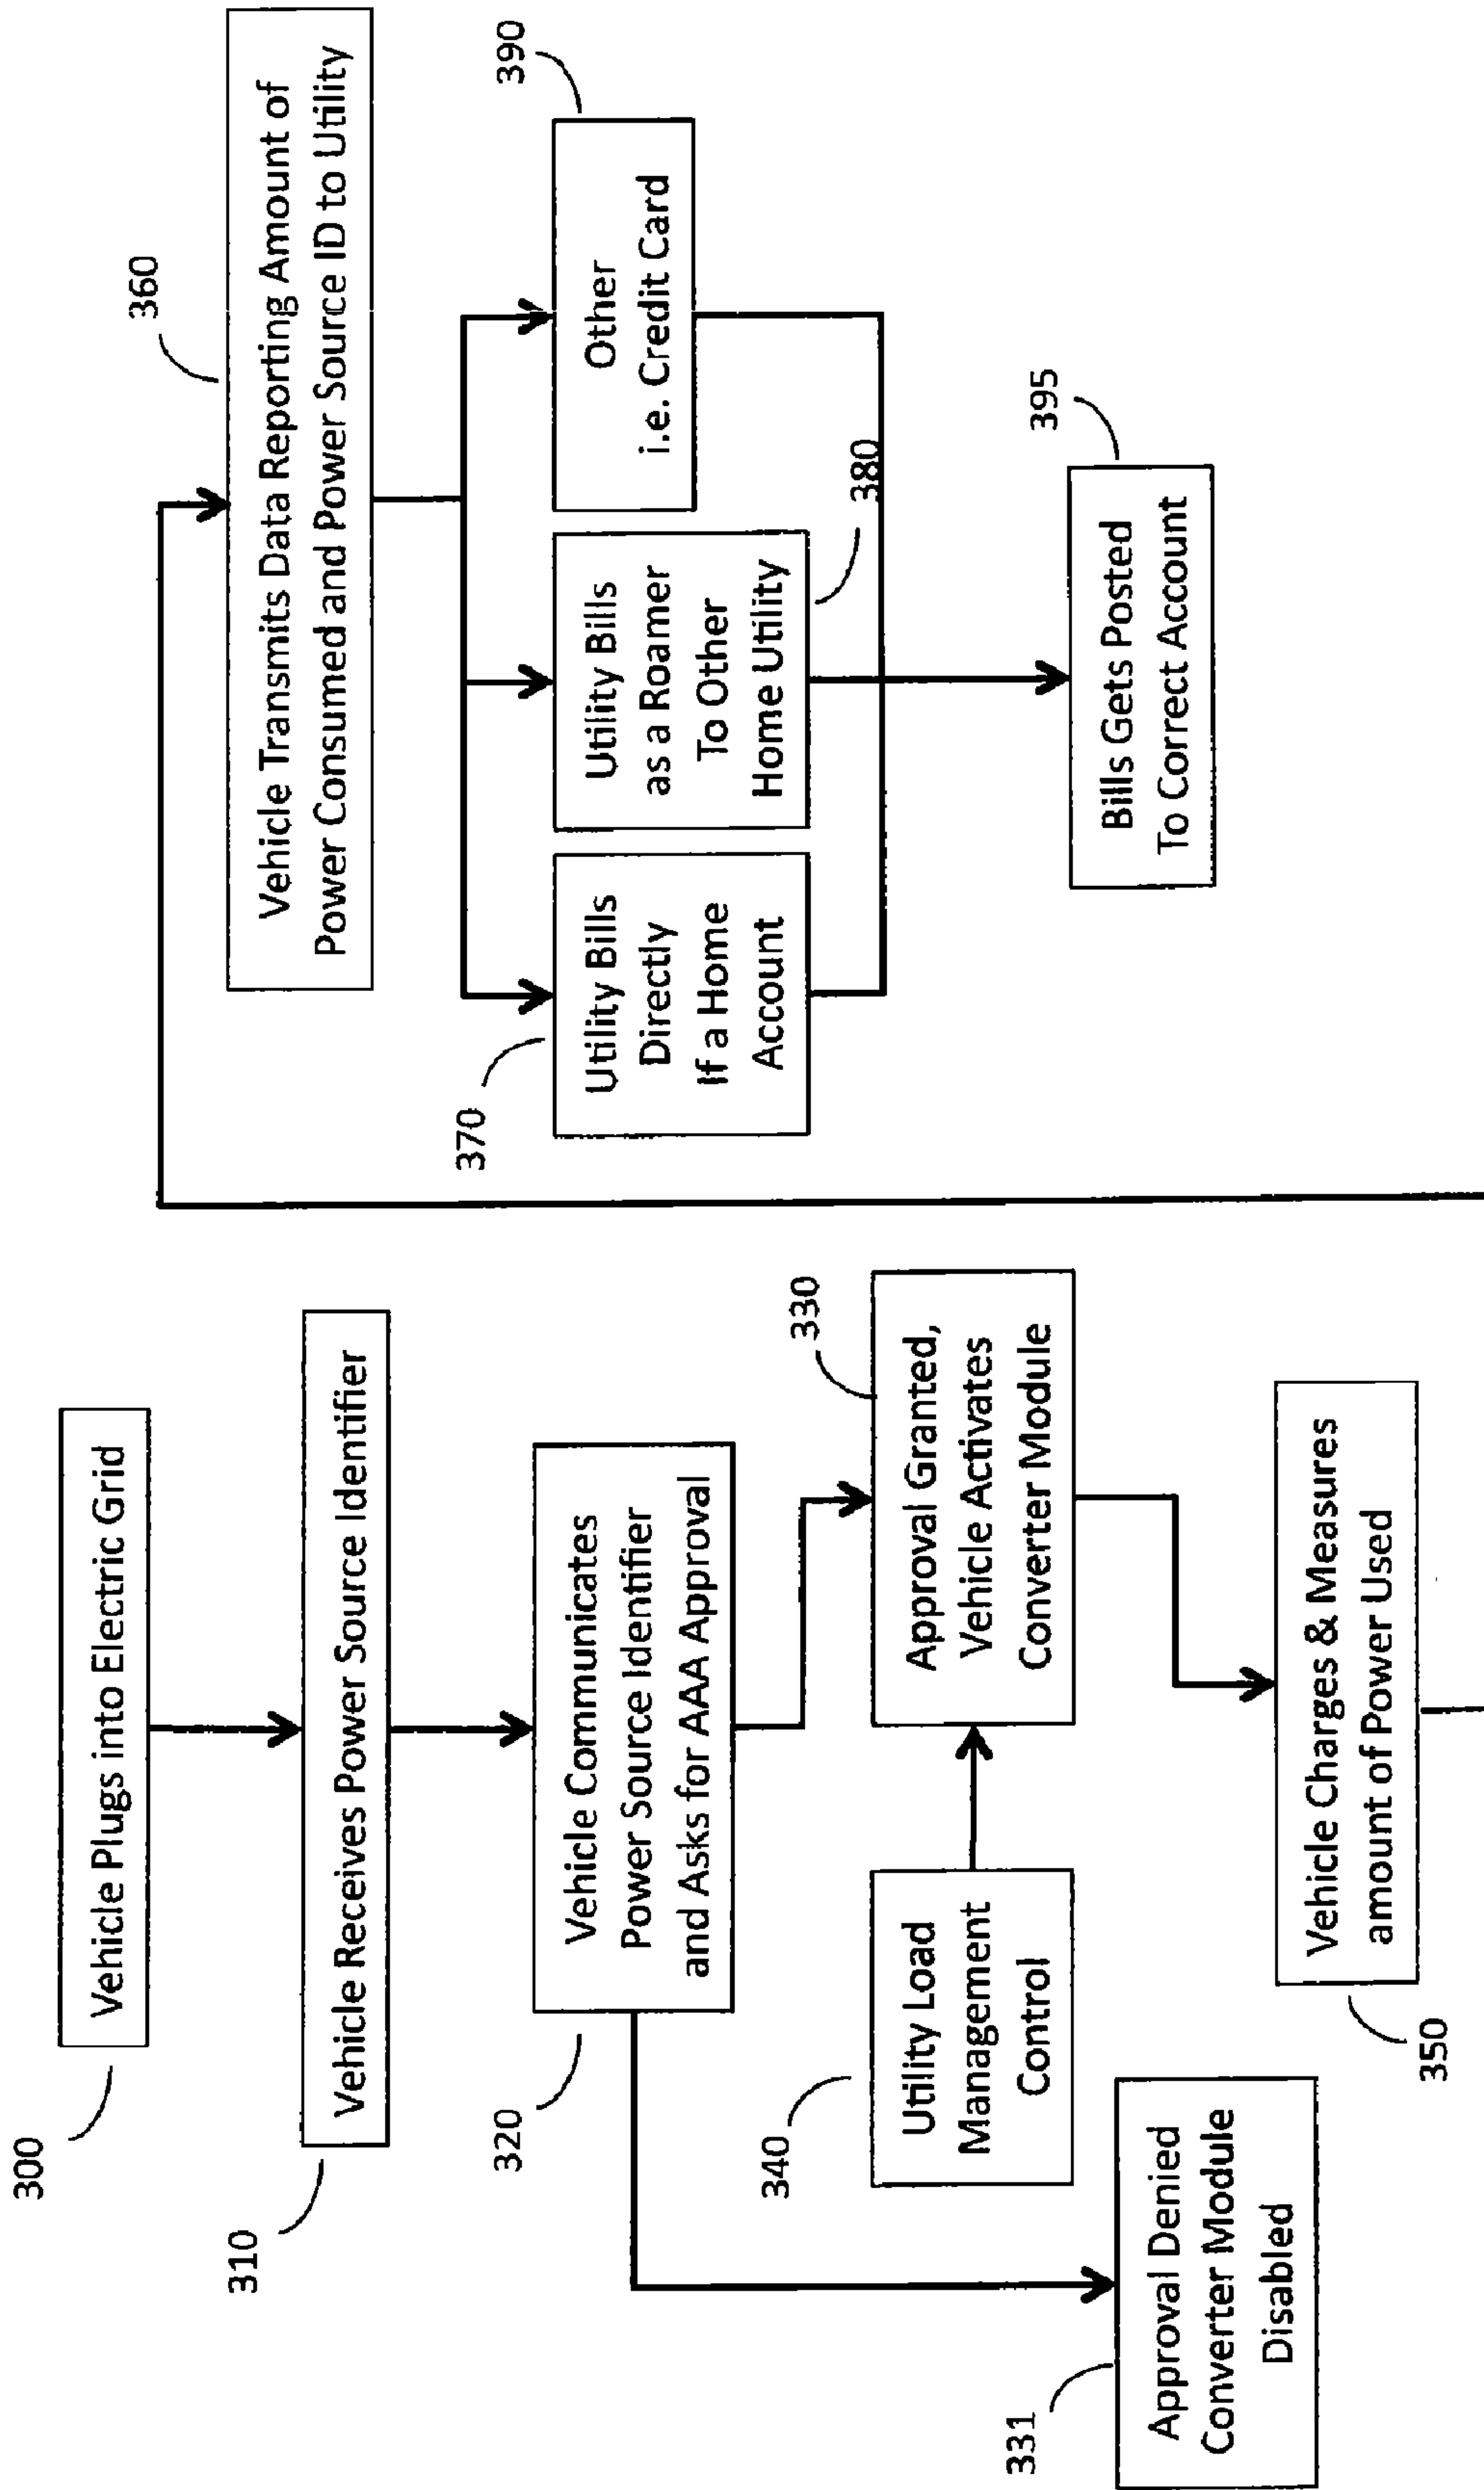 300
Vehicle Plugs into Electric Grid
310
Vehicle Receives Power Source Identifier
320
Vehicle Communicates
Power Source Identifier
and Asks for AAA Approval
331
Approval Denied
Converter Module
Disabled
340
Utility Load
Management
Control
330
Approval Granted,
Vehicle Activates
Converter Module
350
Vehicle Charges & Measures
amount of Power Used
360
Vehicle Transmits Data Reporting Amount of
Power Consumed and Power Source ID to Utility
370
Utility Bills
Directly
If a Home
Account
380
Utility Bills
as a Roamer
To Other
Home Utility
390
Other
i.e. Credit Card
395
Bills Gets Posted
To Correct Account